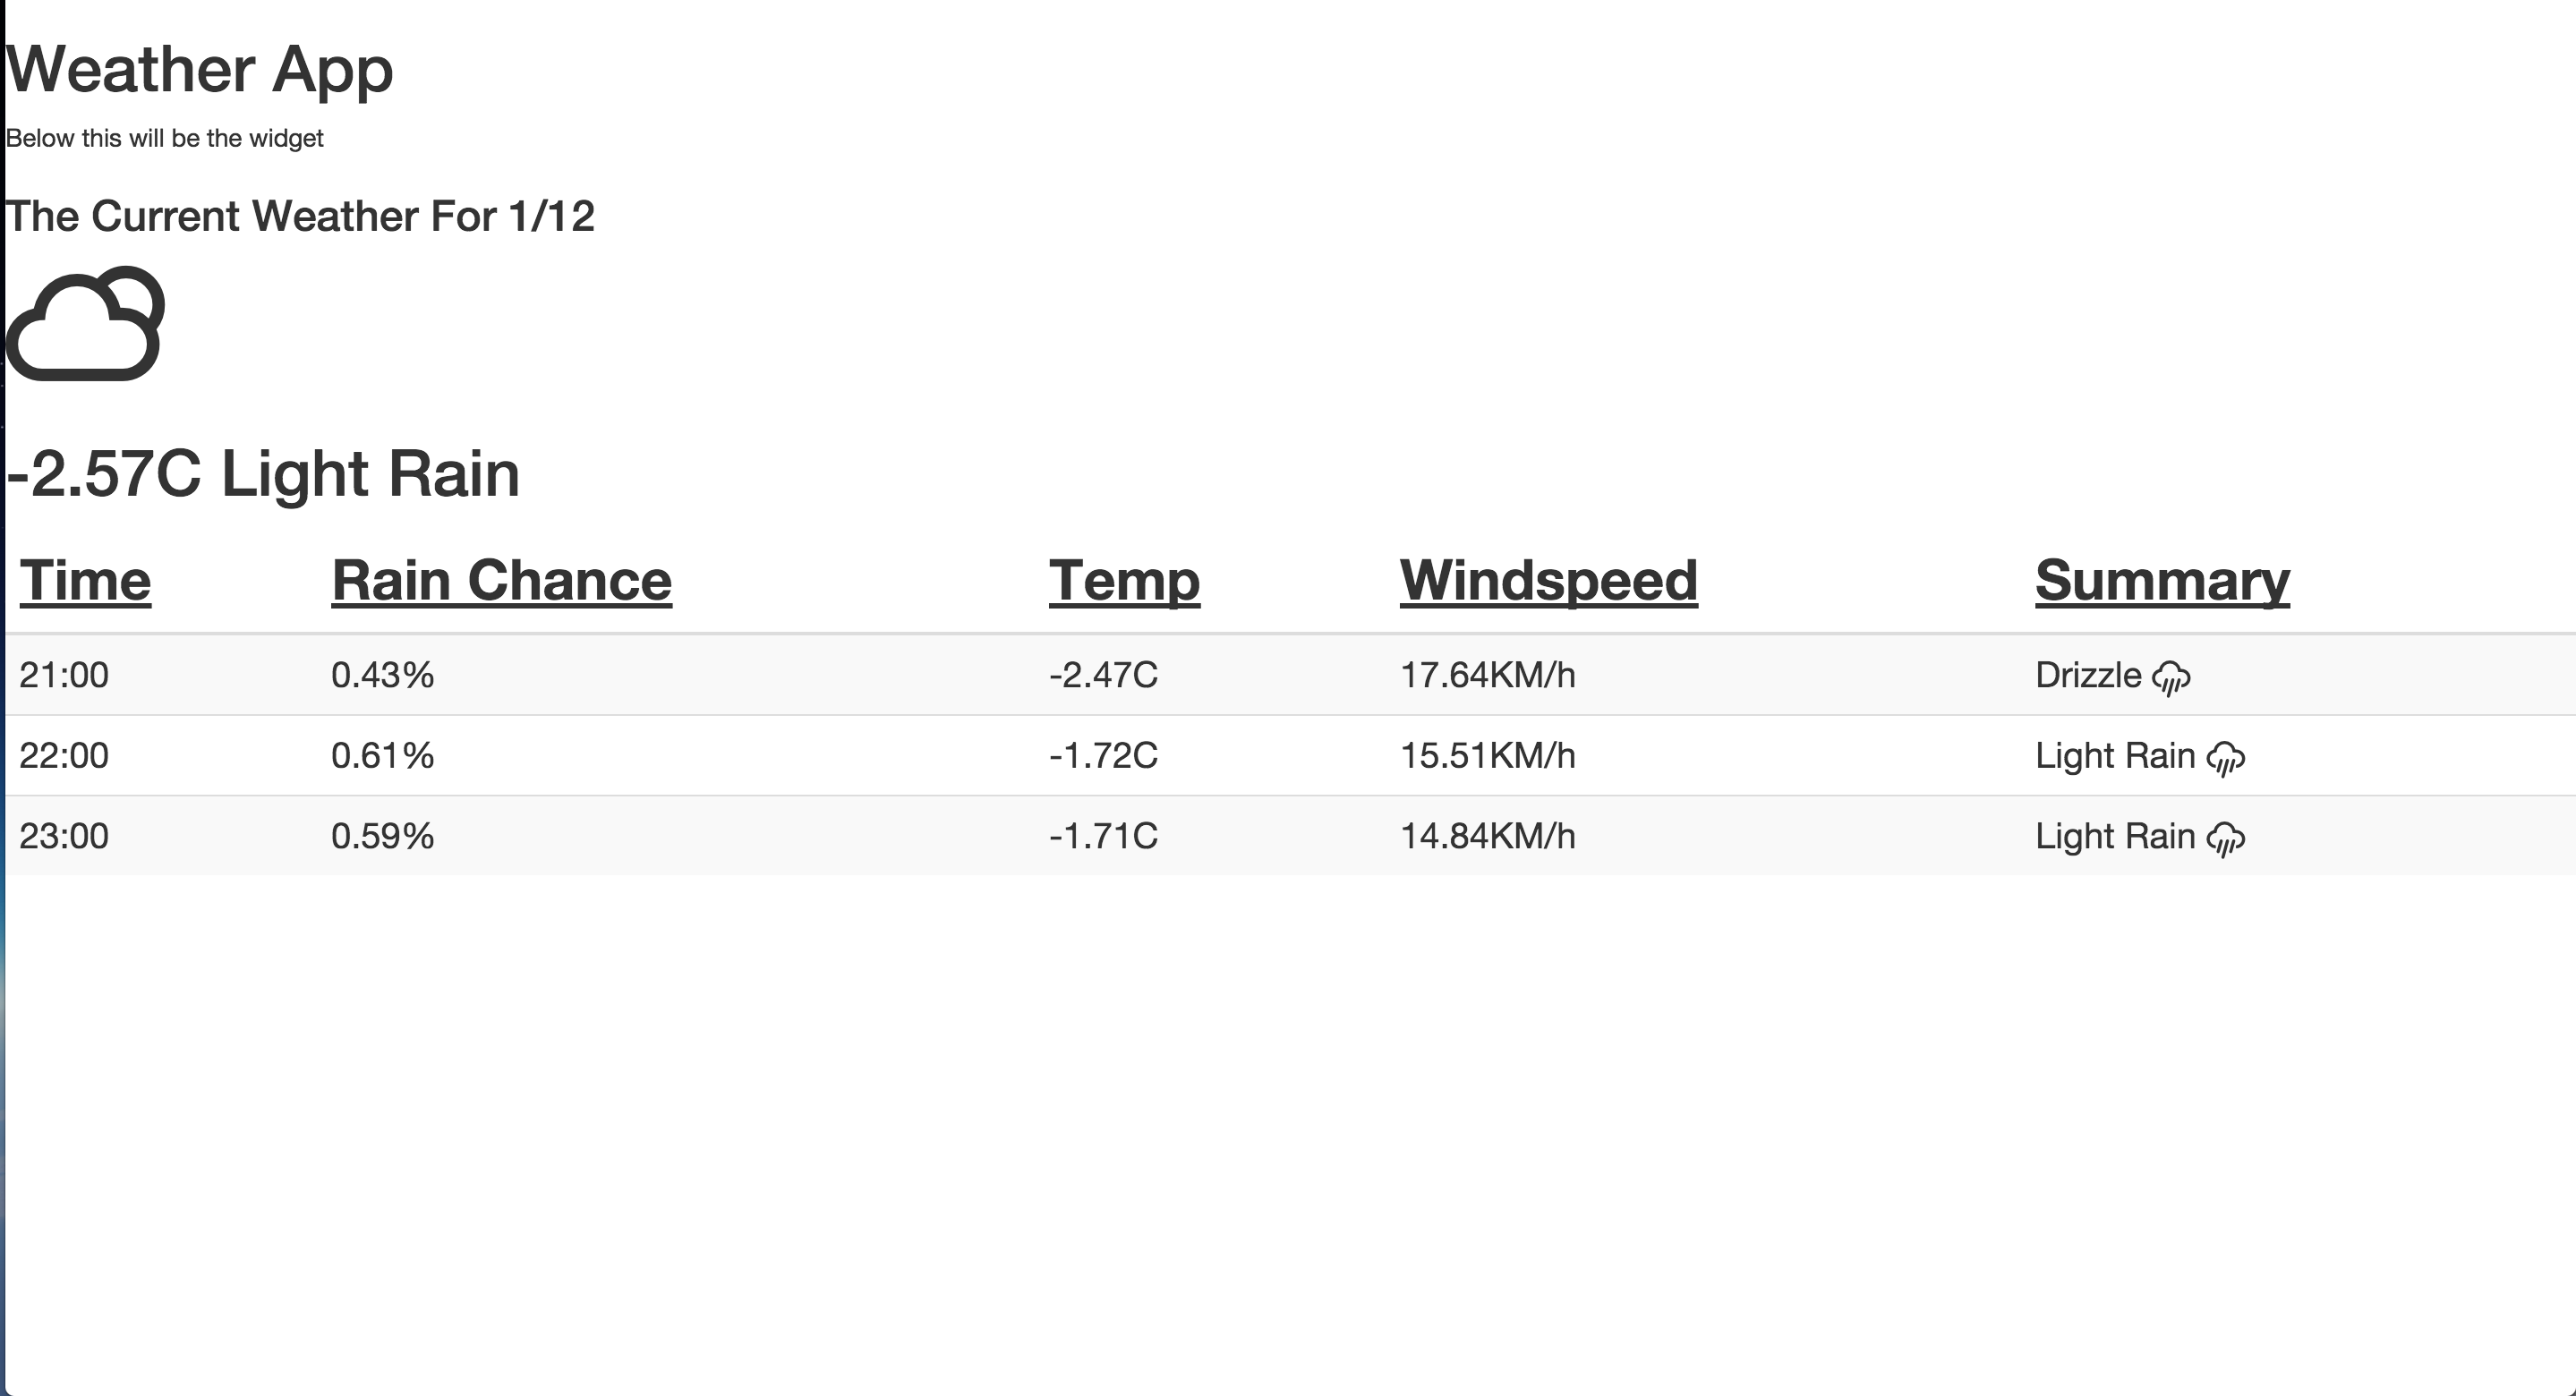 Weather App
Below this will be the widget
The Current Weather For 1/12
-2.57C Light Rain
Time Rain Chance Temp Windspeed Summary
21:00 0.43% -2.47C 17.64KM/h Drizzle
22:00 0.61% -1.72C 15.51KM/h Light Rain
23:00 0.59% -1.71C 14.84KM/h Light Rain